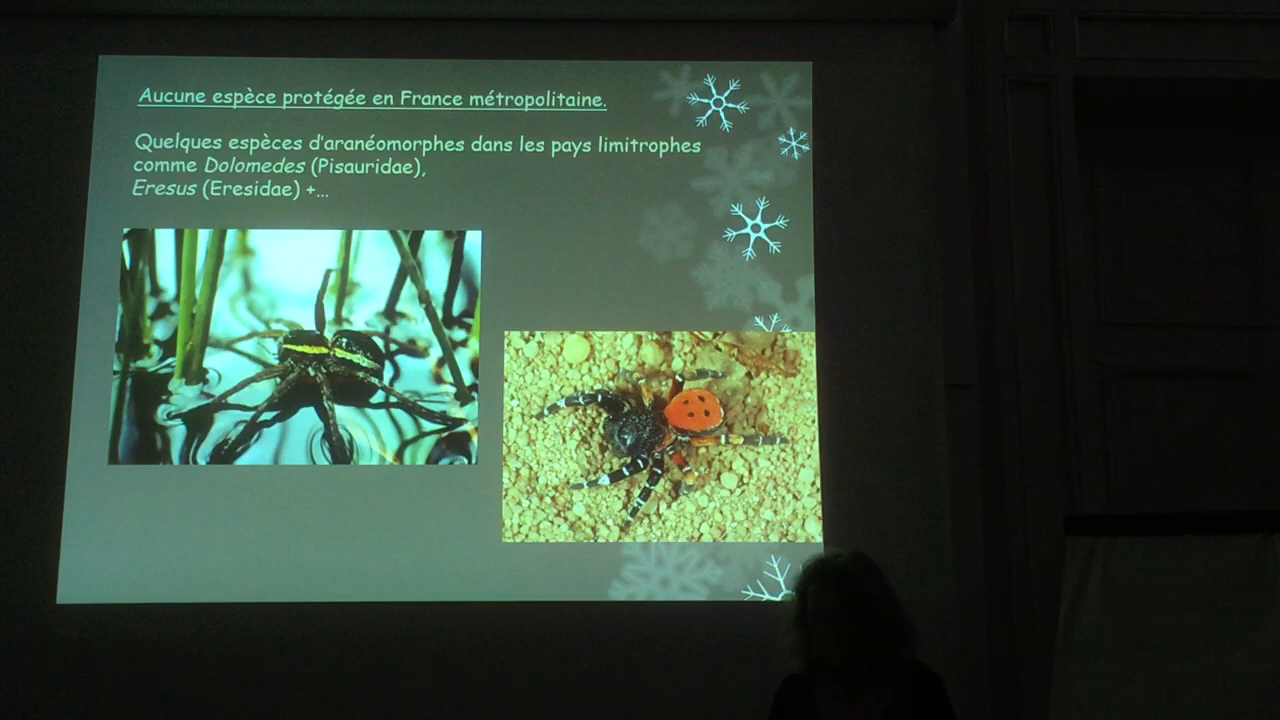 Aucune espèce protégée en France métropolitaine.
Quelques espèces d'aranéomorphes dans les pays limitrophes
comme Dolomedes (Pisauridae),
Eresus (Eresidae) +...